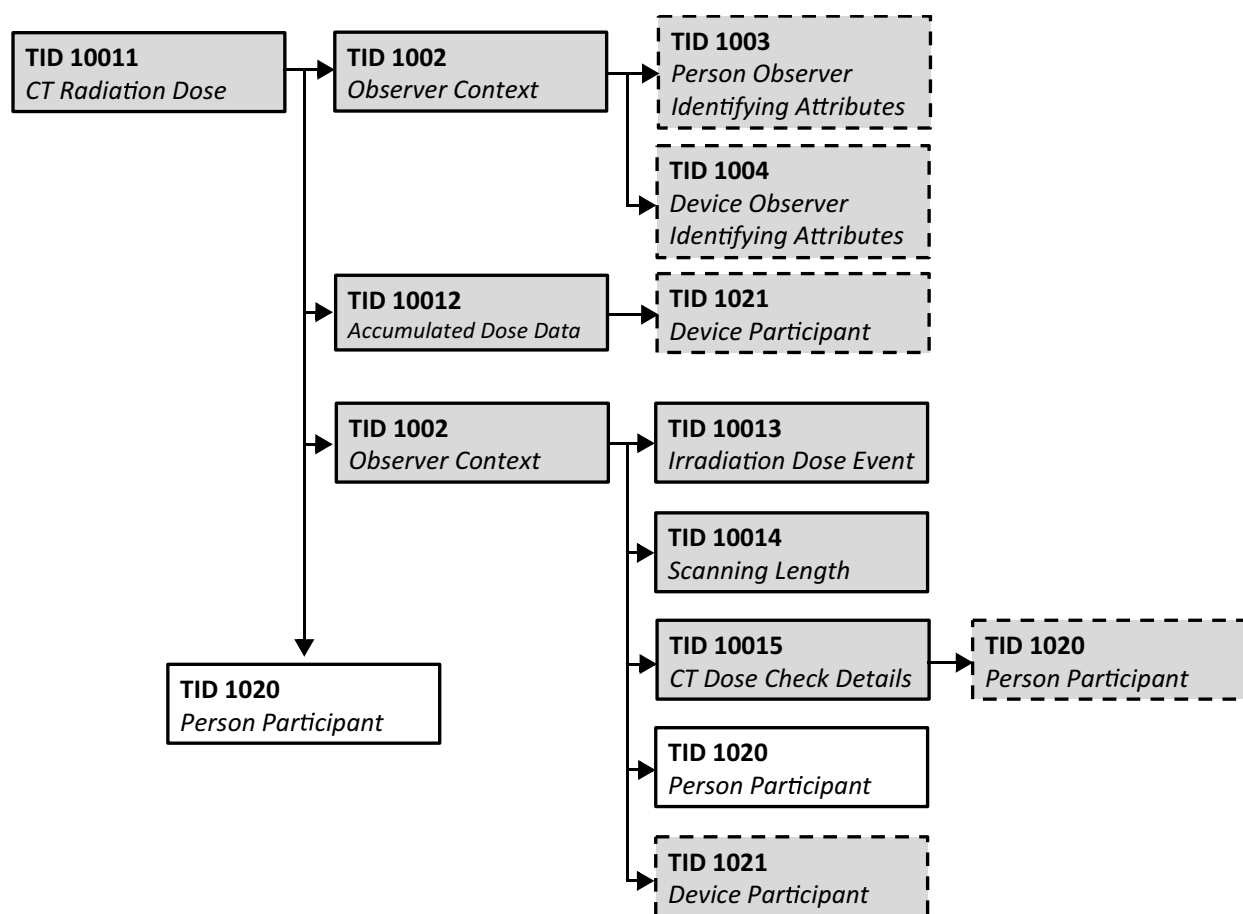 TID 10011
CT Radiation Dose
TID 1002
Observer Context
TID 1003
Person Observer
Identifying Attributes
TID 1004
Device Observer
Identifying Attributes
TID 10012
Accumulated Dose Data
TID 1021
Device Participant
TID 1002
Observer Context
TID 10013
Irradiation Dose Event
TID 10014
Scanning Length
TID 10015
CT Dose Check Details
TID 1020
Person Participant
TID 1020
Person Participant
TID 1020
Person Participant
TID 1021
Device Participant